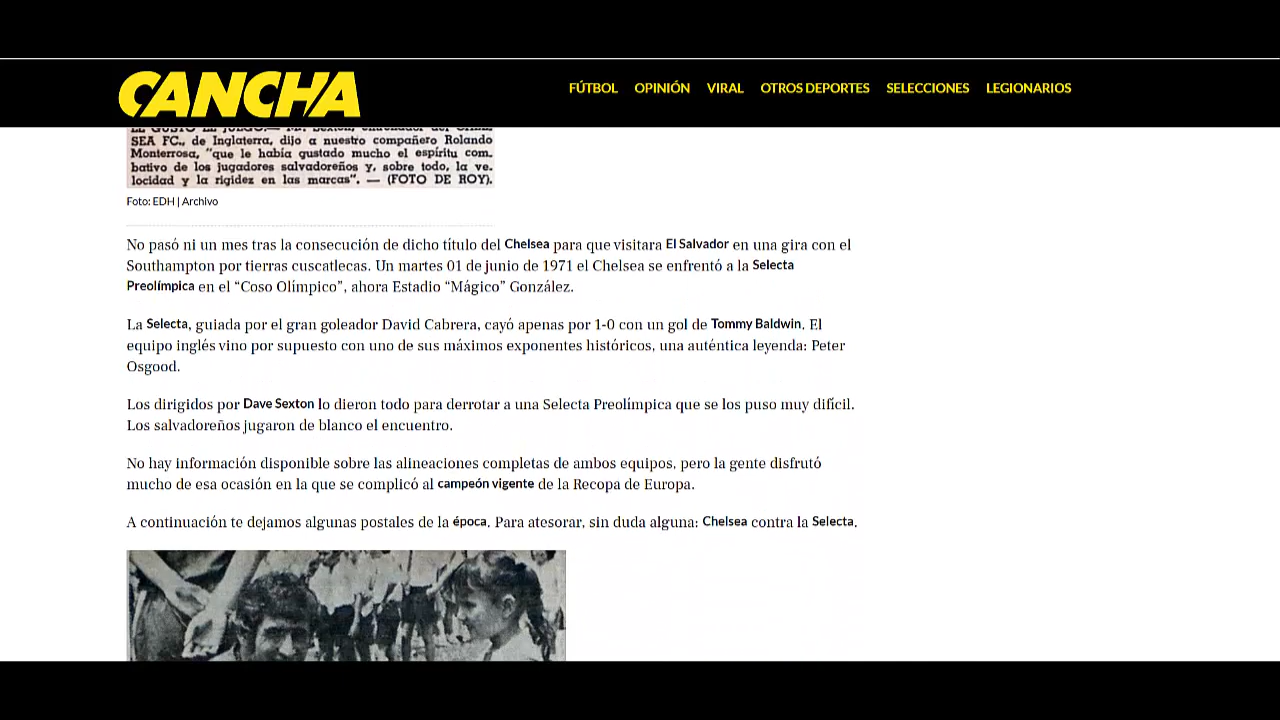 CANCHA
FÚTBOL OPINIÓN VIRAL OTROS DEPORTES SELECCIONES LEGIONARIOS
SEA FC., de Inglaterra, dijo a nuestro compañero Rolando
Monterrosa, "que le había gustado mucho el espíritu com-
bativo de los jugadores salvadoreños y, sobre todo, la ve-
locidad y la rigidez en las marcas". — (FOTO DE ROY).
Foto: EDH | Archivo
No pasó ni un mes tras la consecución de dicho título del Chelsea para que visitara El Salvador en una gira con el
Southampton por tierras cuscatlecas. Un martes 01 de junio de 1971 el Chelsea se enfrentó a la Selecta
Preolímpica en el “Coso Olímpico”, ahora Estadio “Mágico” González.
La Selecta, guiada por el gran goleador David Cabrera, cayó apenas por 1-0 con un gol de Tommy Baldwin. El
equipo inglés vino por supuesto con uno de sus máximos exponentes históricos, una auténtica leyenda: Peter
Osgood.
Los dirigidos por Dave Sexton lo dieron todo para derrotar a una Selecta Preolímpica que se los puso muy difícil.
Los salvadoreños jugaron de blanco el encuentro.
No hay información disponible sobre las alineaciones completas de ambos equipos, pero la gente disfrutó
mucho de esa ocasión en la que se complicó al campeón vigente de la Recopa de Europa.
A continuación te dejamos algunas postales de la época. Para atesorar, sin duda alguna: Chelsea contra la Selecta.